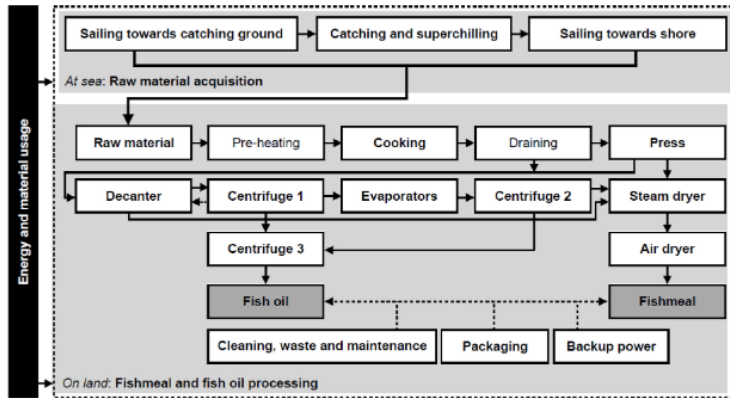 Energy and material usage
Sailing towards catching ground
Catching and superchilling
Sailing towards shore
At sea: Raw material acquisition
Raw material
Pre-heating
Cooking
Draining
Press
Decanter
Centrifuge 1
Evaporators
Centrifuge 2
Steam dryer
Centrifuge 3
Air dryer
Fish oil
Fishmeal
Cleaning, waste and maintenance
Packaging
Backup power
On land: Fishmeal and fish oil processing